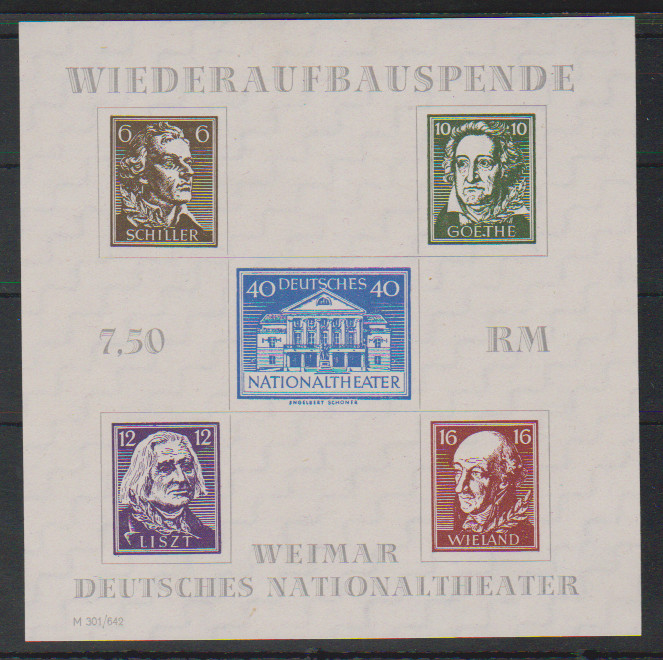 WIEDERAUFBAUSPENDE
6 6
SCHILLER
10 10
GOETHE
40 DEUTSCHES 40
NATIONALTHEATER
ENGELBERT SCHONER
7,50 RM
12 12
LISZT
16 16
WIELAND
WEIMAR
DEUTSCHES NATIONALTHEATER
M 301/642